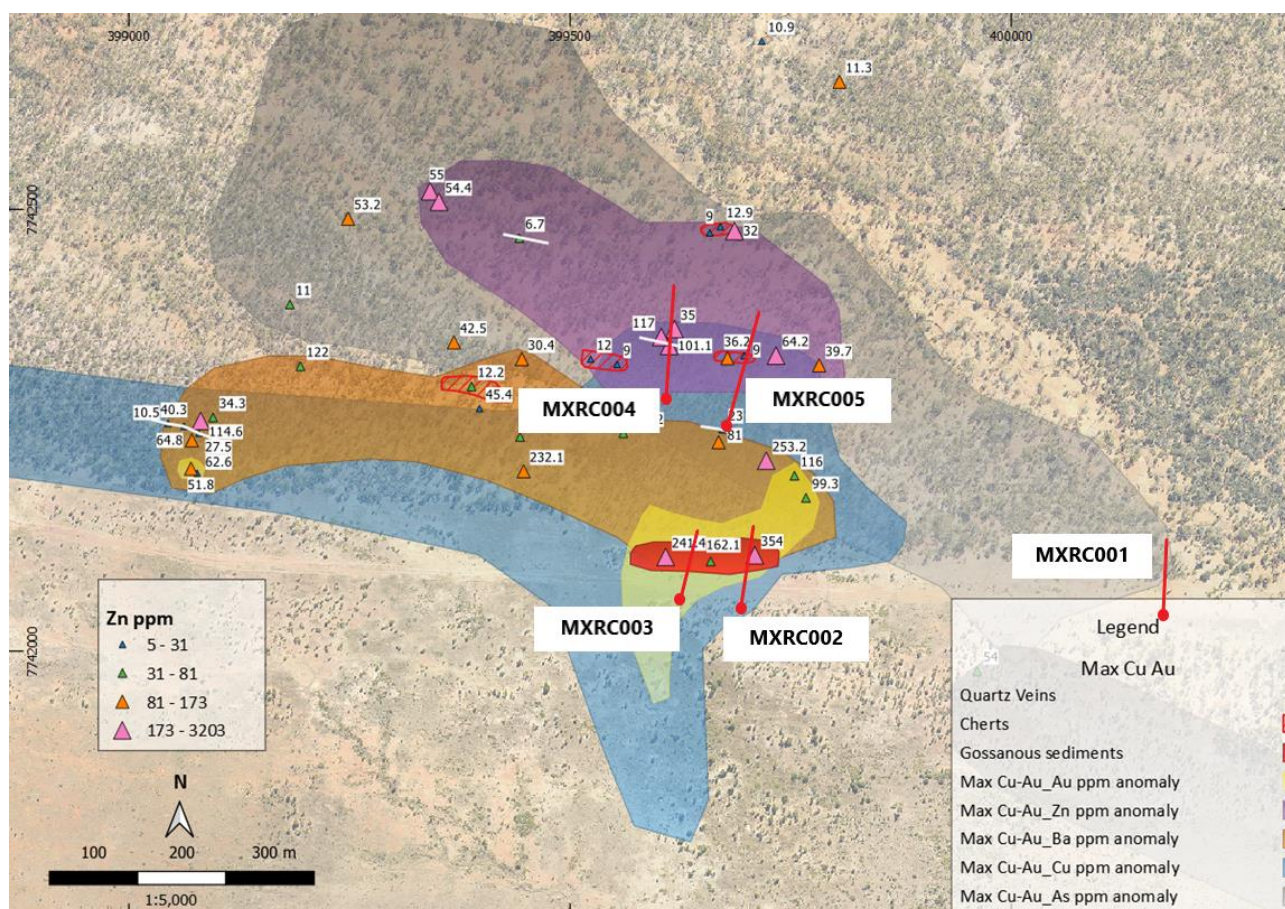 399000
399500
400000
10.9
11.3
55
54.4
7742500
53.2
9
12.9
6.7
32
11
35
117
42.5
101.1
36.2
9
64.2
30.4
12
9
39.7
122
12.2
MXRC004
MXRC005
45.4
10.5
40.3
34.3
114.6
23
64.8
27.5
81
62.6
253.2
232.1
116
51.8
99.3
241.4
162.1
354
MXRC001
MXRC003
MXRC002
7742000
Zn ppm
5 - 31
31 - 81
81 - 173
173 - 3203
N
100 200 300 m
1:5,000
Legend
54
Max Cu Au
Quartz Veins
Cherts
Gossanous sediments
Max Cu-Au_Au ppm anomaly
Max Cu-Au_Zn ppm anomaly
Max Cu-Au_Ba ppm anomaly
Max Cu-Au_Cu ppm anomaly
Max Cu-Au_As ppm anomaly